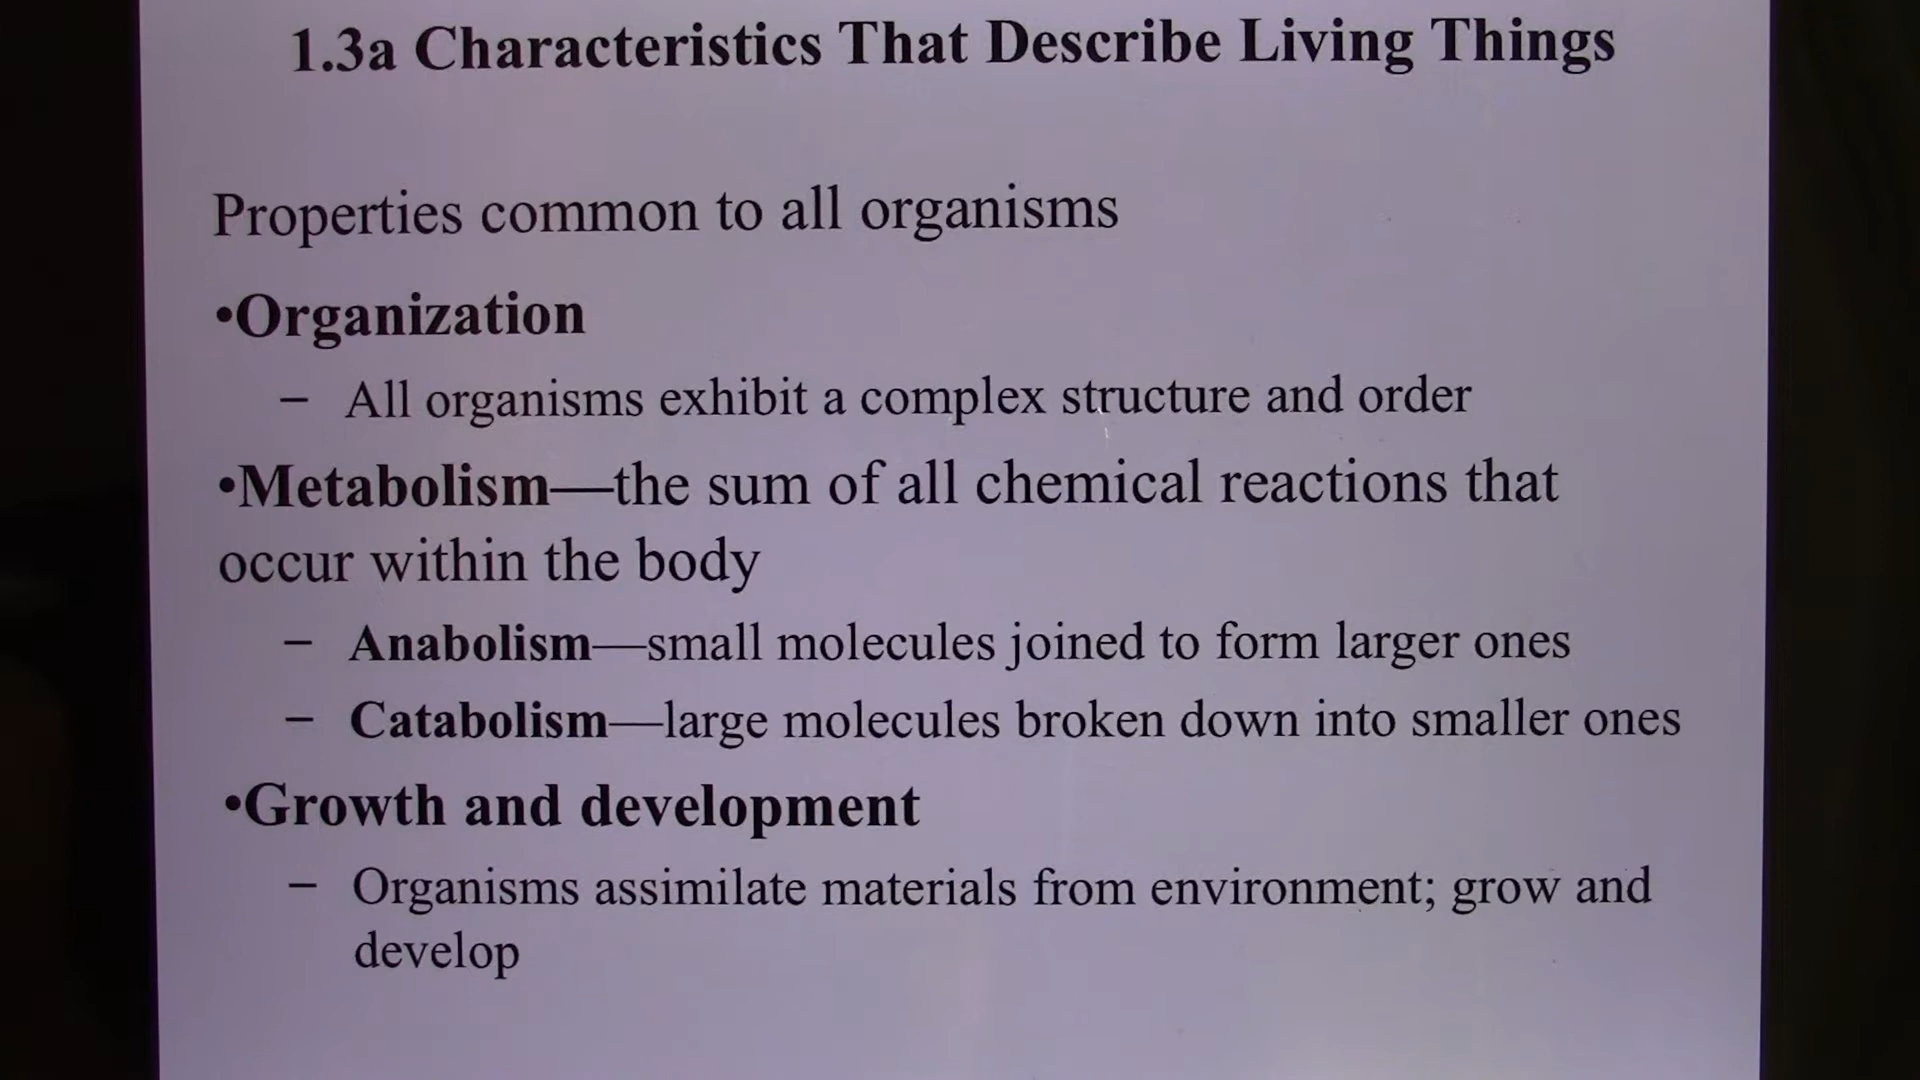 1.3a Characteristics That Describe Living Things
Properties common to all organisms
•Organization
– All organisms exhibit a complex structure and order
•Metabolism—the sum of all chemical reactions that
occur within the body
– Anabolism—small molecules joined to form larger ones
– Catabolism—large molecules broken down into smaller ones
•Growth and development
– Organisms assimilate materials from environment; grow and
develop